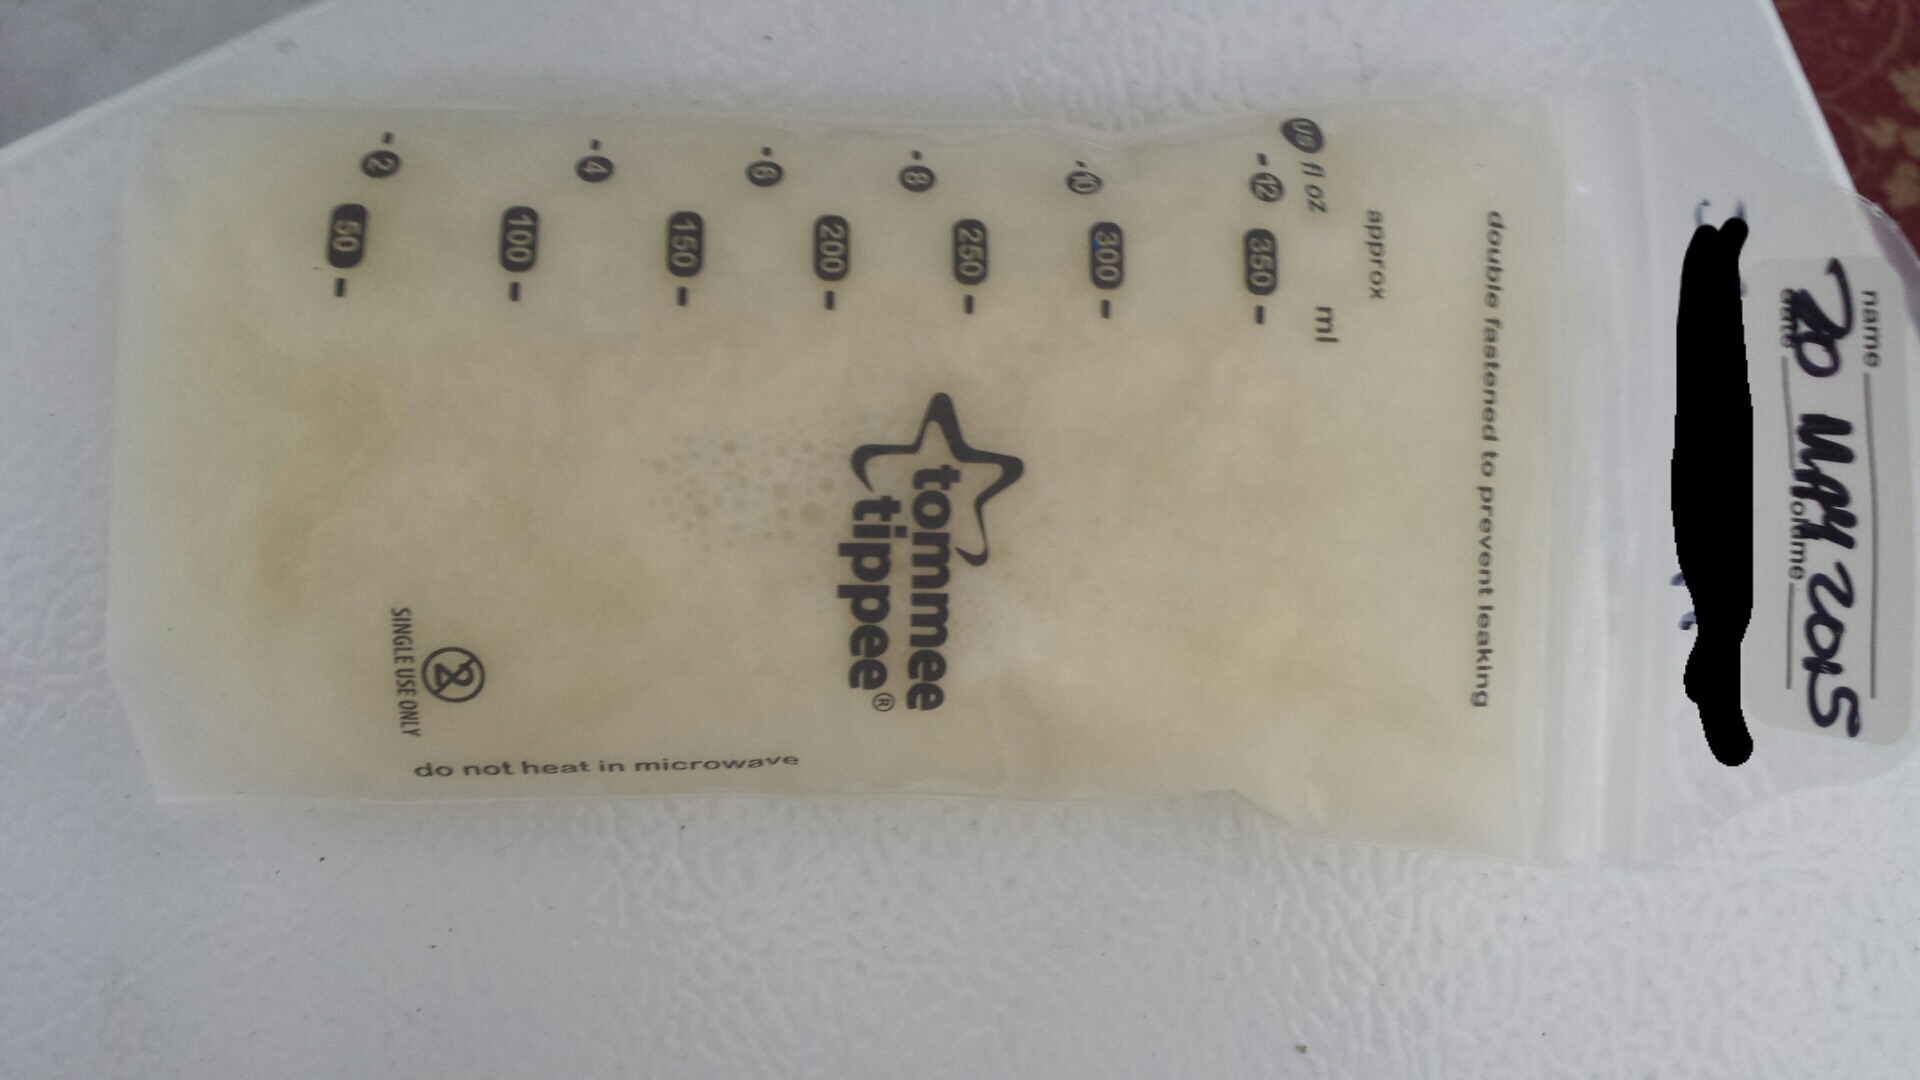 name
20 MAY 2015
date
volume
double fastened to prevent leaking
approx
US fl oz
ml
- 12 350 -
- 10 300 -
- 8 250 -
- 6 200 -
150 -
- 4 100 -
- 2 50 -
tommee
tippee®
2
SINGLE USE ONLY
do not heat in microwave